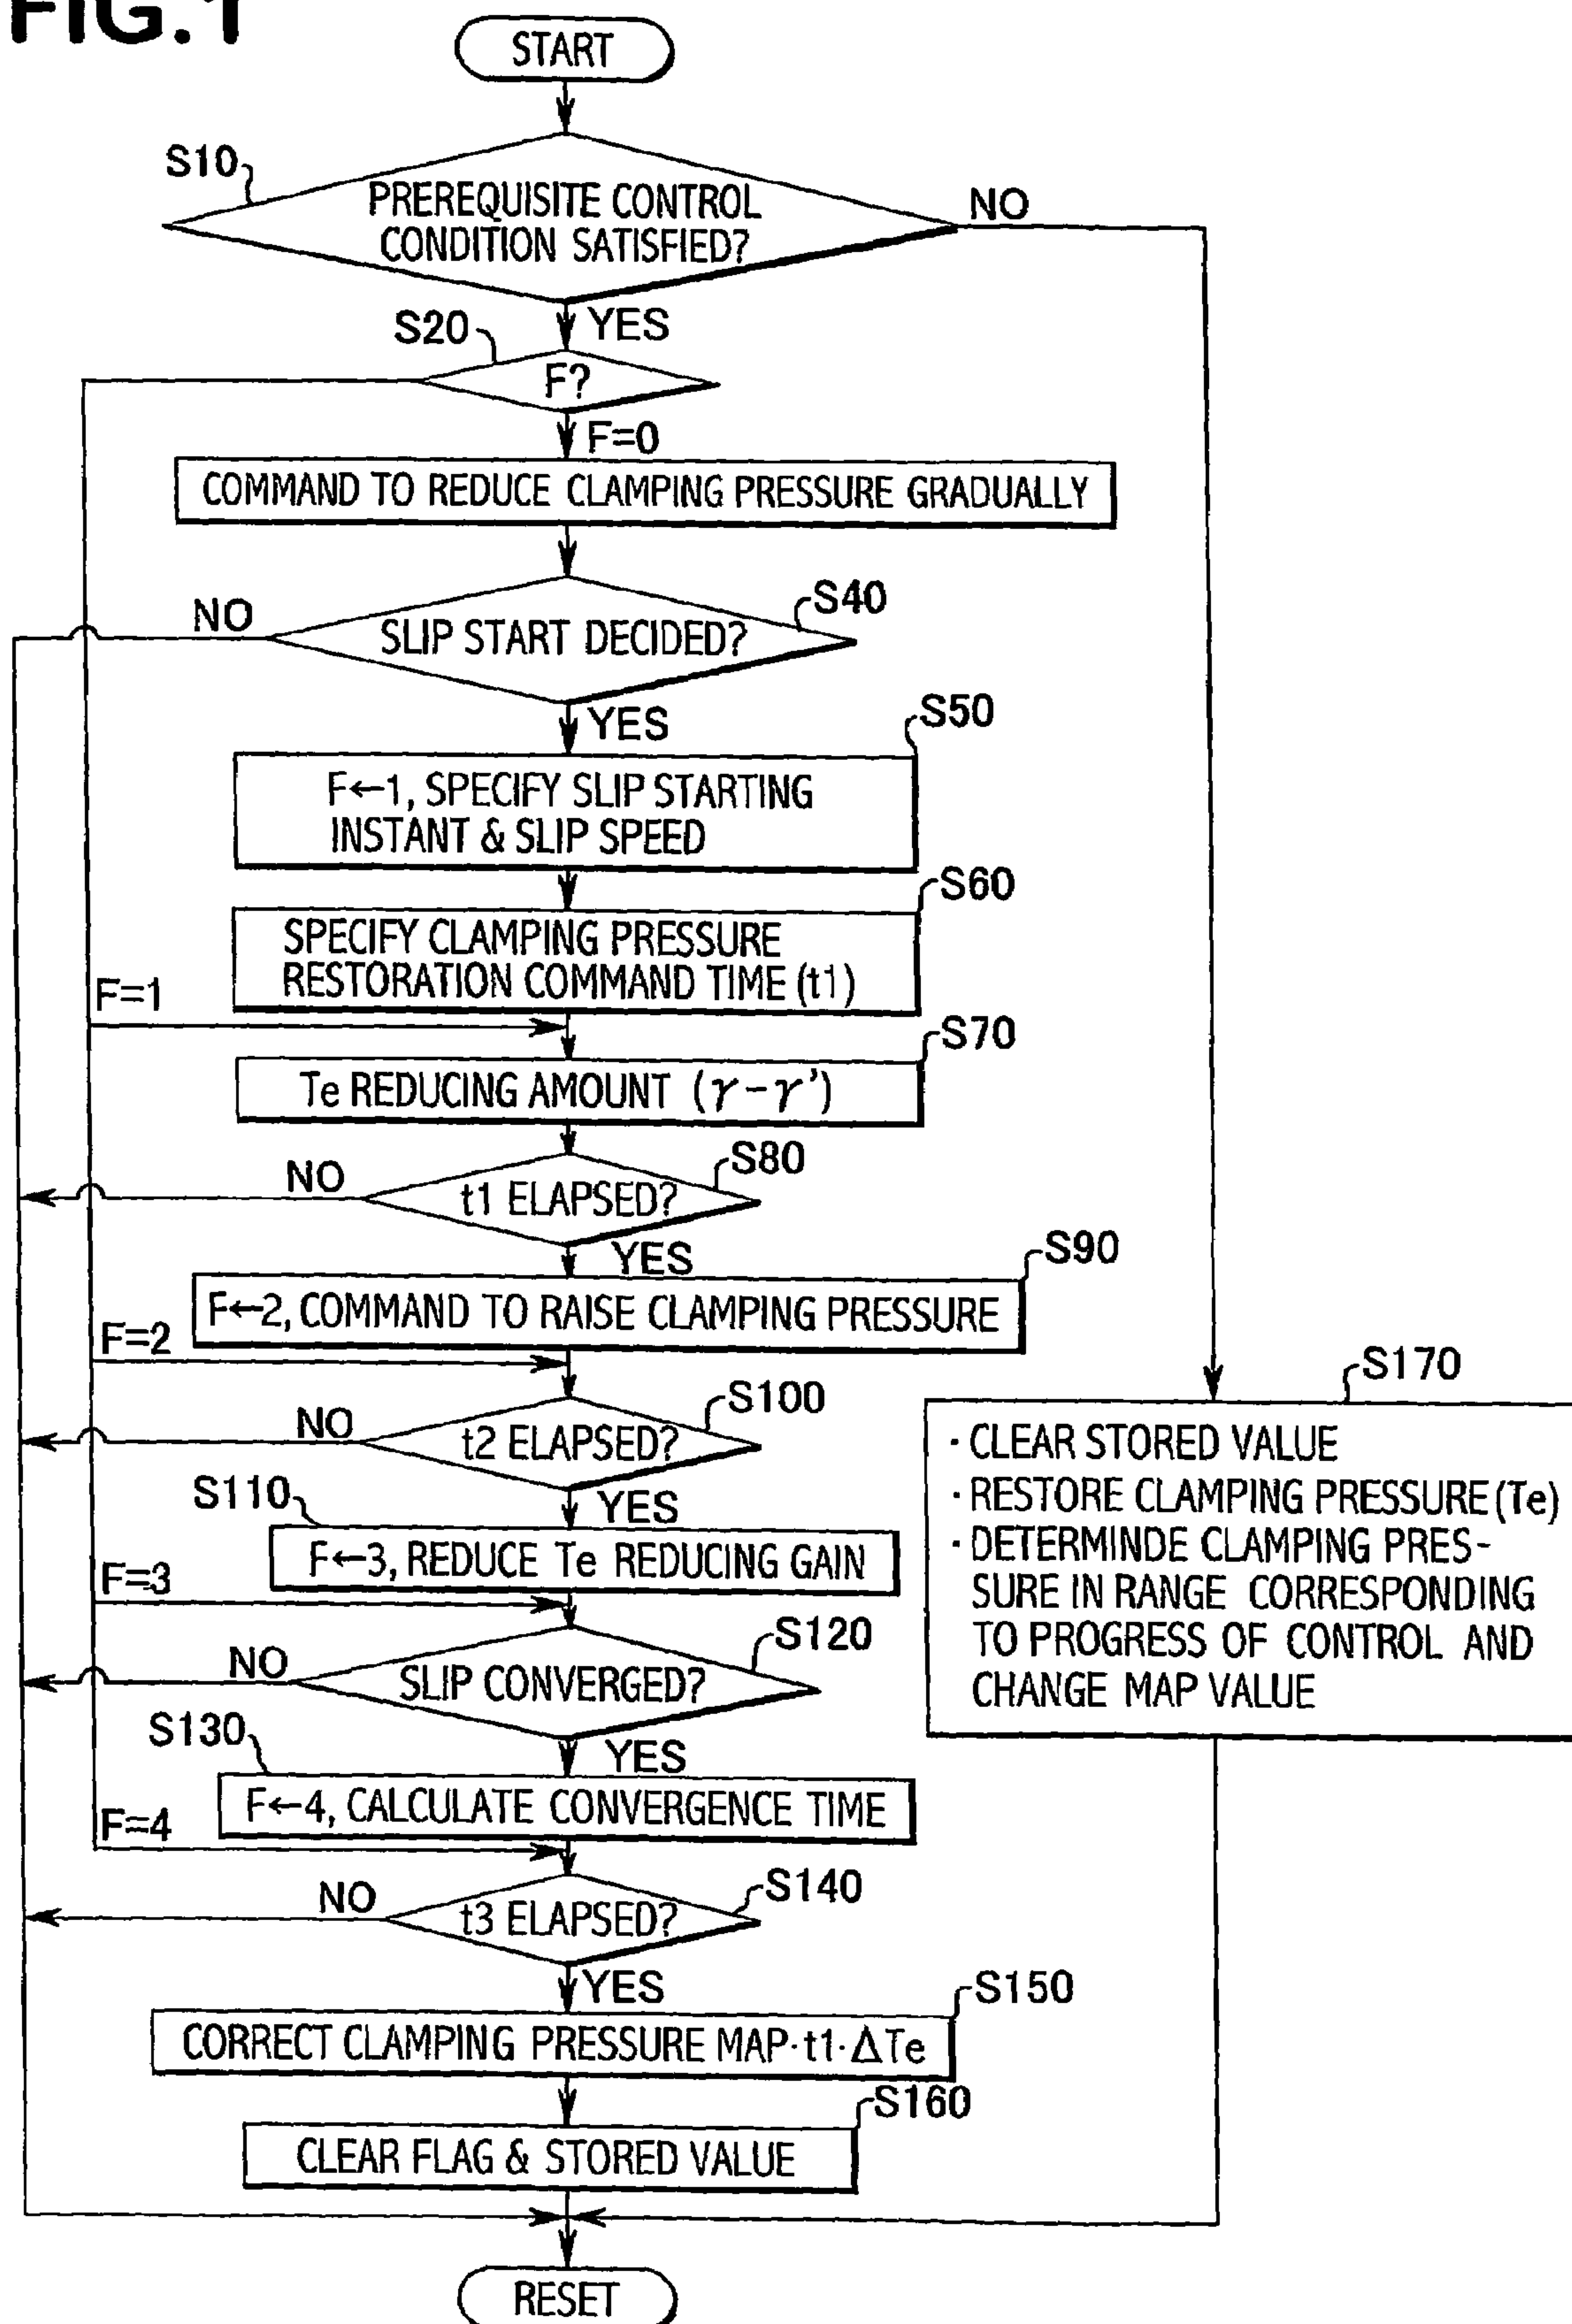 FIG.1
START
S10
PREREQUISITE CONTROL
CONDITION SATISFIED?
NO
YES
S20
F?
F=0
COMMAND TO REDUCE CLAMPING PRESSURE GRADUALLY
NO
SLIP START DECIDED?
S40
YES
S50
F←1, SPECIFY SLIP STARTING
INSTANT & SLIP SPEED
S60
SPECIFY CLAMPING PRESSURE
RESTORATION COMMAND TIME (t1)
F=1
S70
Te REDUCING AMOUNT (γ-γ')
NO
t1 ELAPSED?
S80
YES
S90
F←2, COMMAND TO RAISE CLAMPING PRESSURE
F=2
NO
t2 ELAPSED?
S100
YES
S110
F←3, REDUCE Te REDUCING GAIN
F=3
NO
SLIP CONVERGED?
S120
YES
S130
F←4, CALCULATE CONVERGENCE TIME
F=4
NO
t3 ELAPSED?
S140
YES
S150
CORRECT CLAMPING PRESSURE MAP·t1·ΔTe
S160
CLEAR FLAG & STORED VALUE
S170
· CLEAR STORED VALUE
· RESTORE CLAMPING PRESSURE(Te)
· DETERMINDE CLAMPING PRES-
SURE IN RANGE CORRESPONDING
TO PROGRESS OF CONTROL AND
CHANGE MAP VALUE
RESET